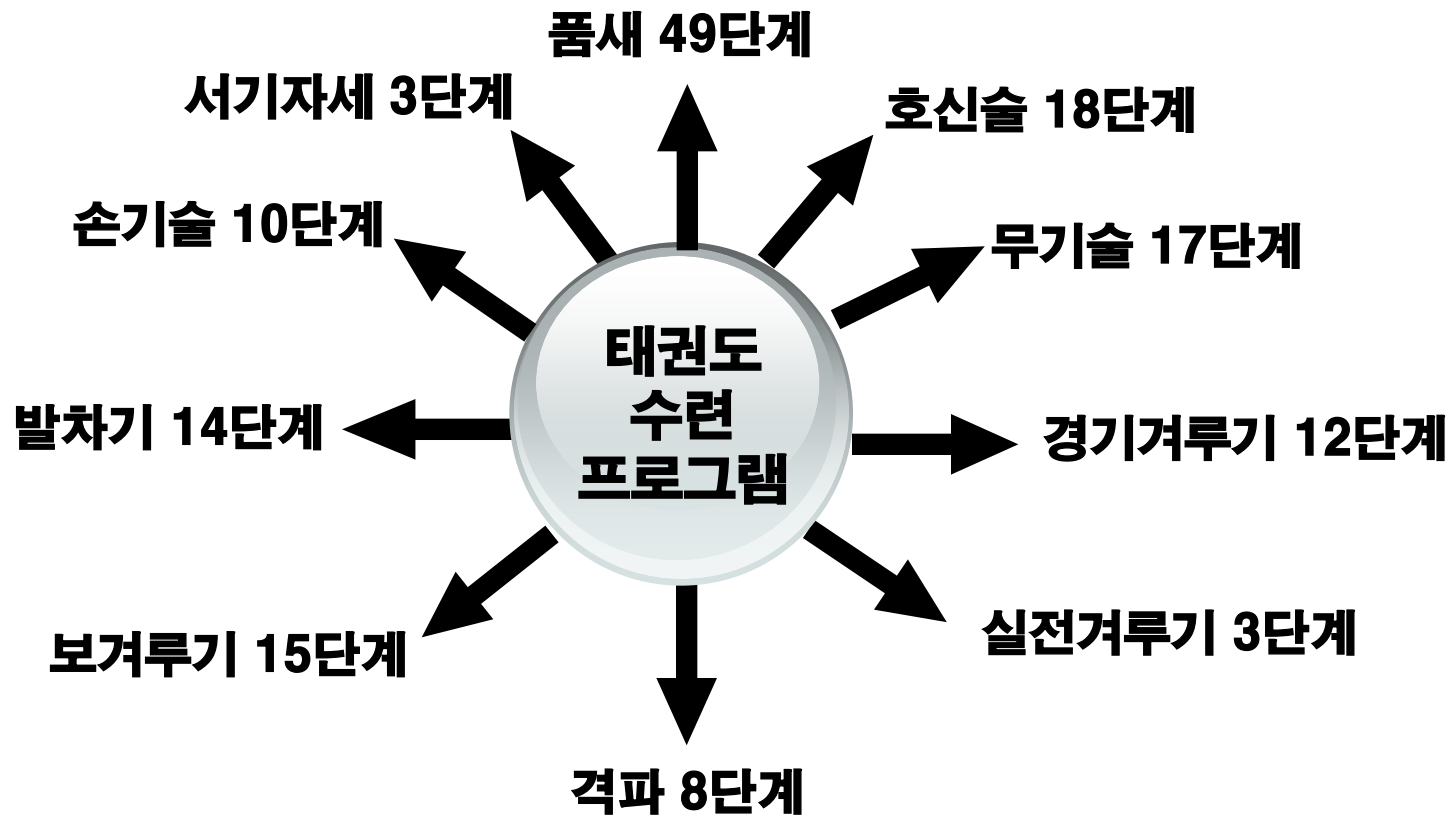 품새 49단계
서기자세 3단계
호신술 18단계
손기술 10단계
무기술 17단계
태권도
수련
프로그램
발차기 14단계
경기겨루기 12단계
보겨루기 15단계
실전겨루기 3단계
격파 8단계